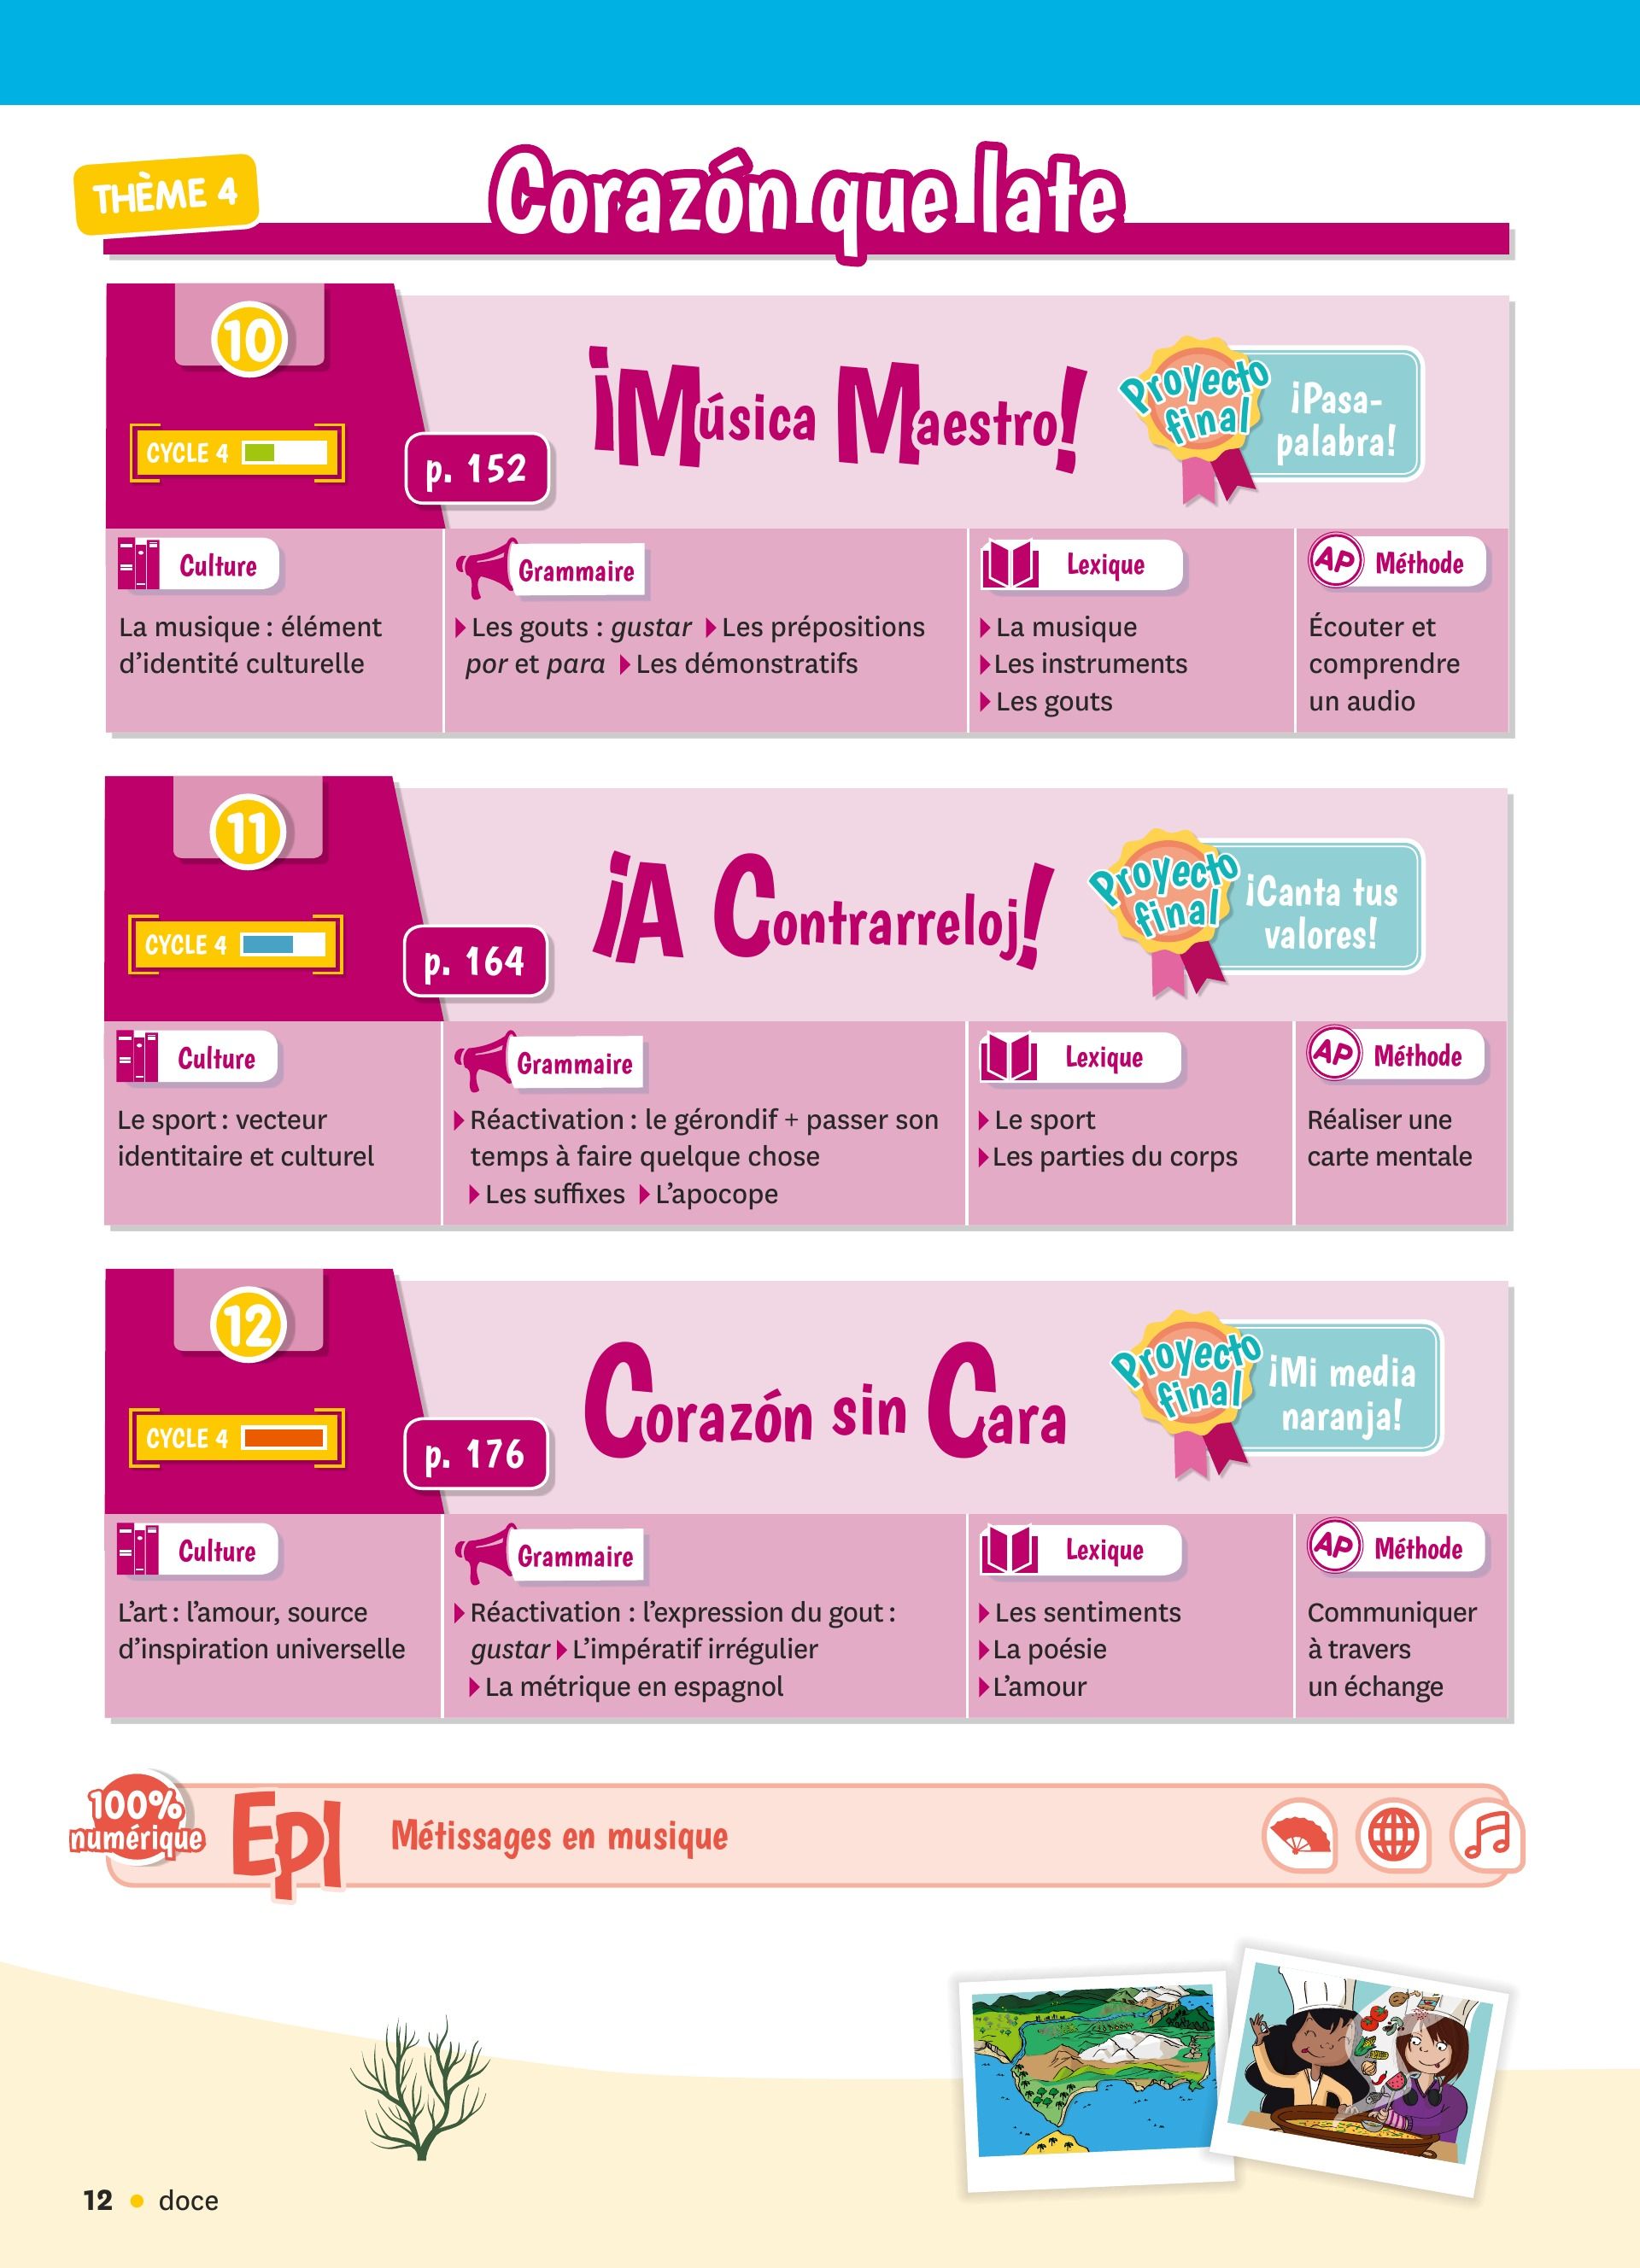 THÈME 4
Corazón que late
10
CYCLE 4
p. 152
¡Música Maestro!
Proyecto
final
¡Pasa-
palabra!
Culture
La musique : élément
d’identité culturelle
Grammaire
Les gouts : gustar Les prépositions
por et para Les démonstratifs
Lexique
La musique
Les instruments
Les gouts
AP Méthode
Écouter et
comprendre
un audio
11
CYCLE 4
p. 164
¡A Contrarreloj!
Proyecto
final
¡Canta tus
valores!
Culture
Le sport : vecteur
identitaire et culturel
Grammaire
Réactivation : le gérondif + passer son
temps à faire quelque chose
Les suffixes L’apocope
Lexique
Le sport
Les parties du corps
AP Méthode
Réaliser une
carte mentale
12
CYCLE 4
p. 176
Corazón sin Cara
Proyecto
final
¡Mi media
naranja!
Culture
L’art : l’amour, source
d’inspiration universelle
Grammaire
Réactivation : l’expression du gout :
gustar L’impératif irrégulier
La métrique en espagnol
Lexique
Les sentiments
La poésie
L’amour
AP Méthode
Communiquer
à travers
un échange
100%
numérique
EpI
Métissages en musique
12 • doce